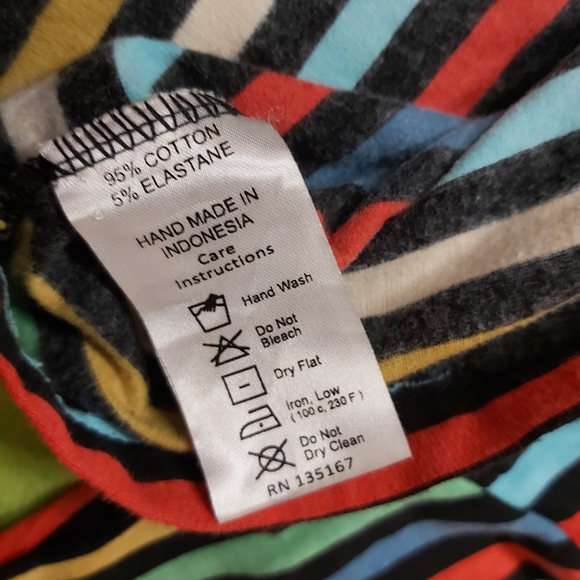 95% COTTON
5% ELASTANE
HAND MADE IN
INDONESIA
Care
Instructions
Hand Wash
Do Not
Bleach
Dry Flat
Iron, Low
( 100 c, 230 F )
Do Not
Dry Clean
RN 135167